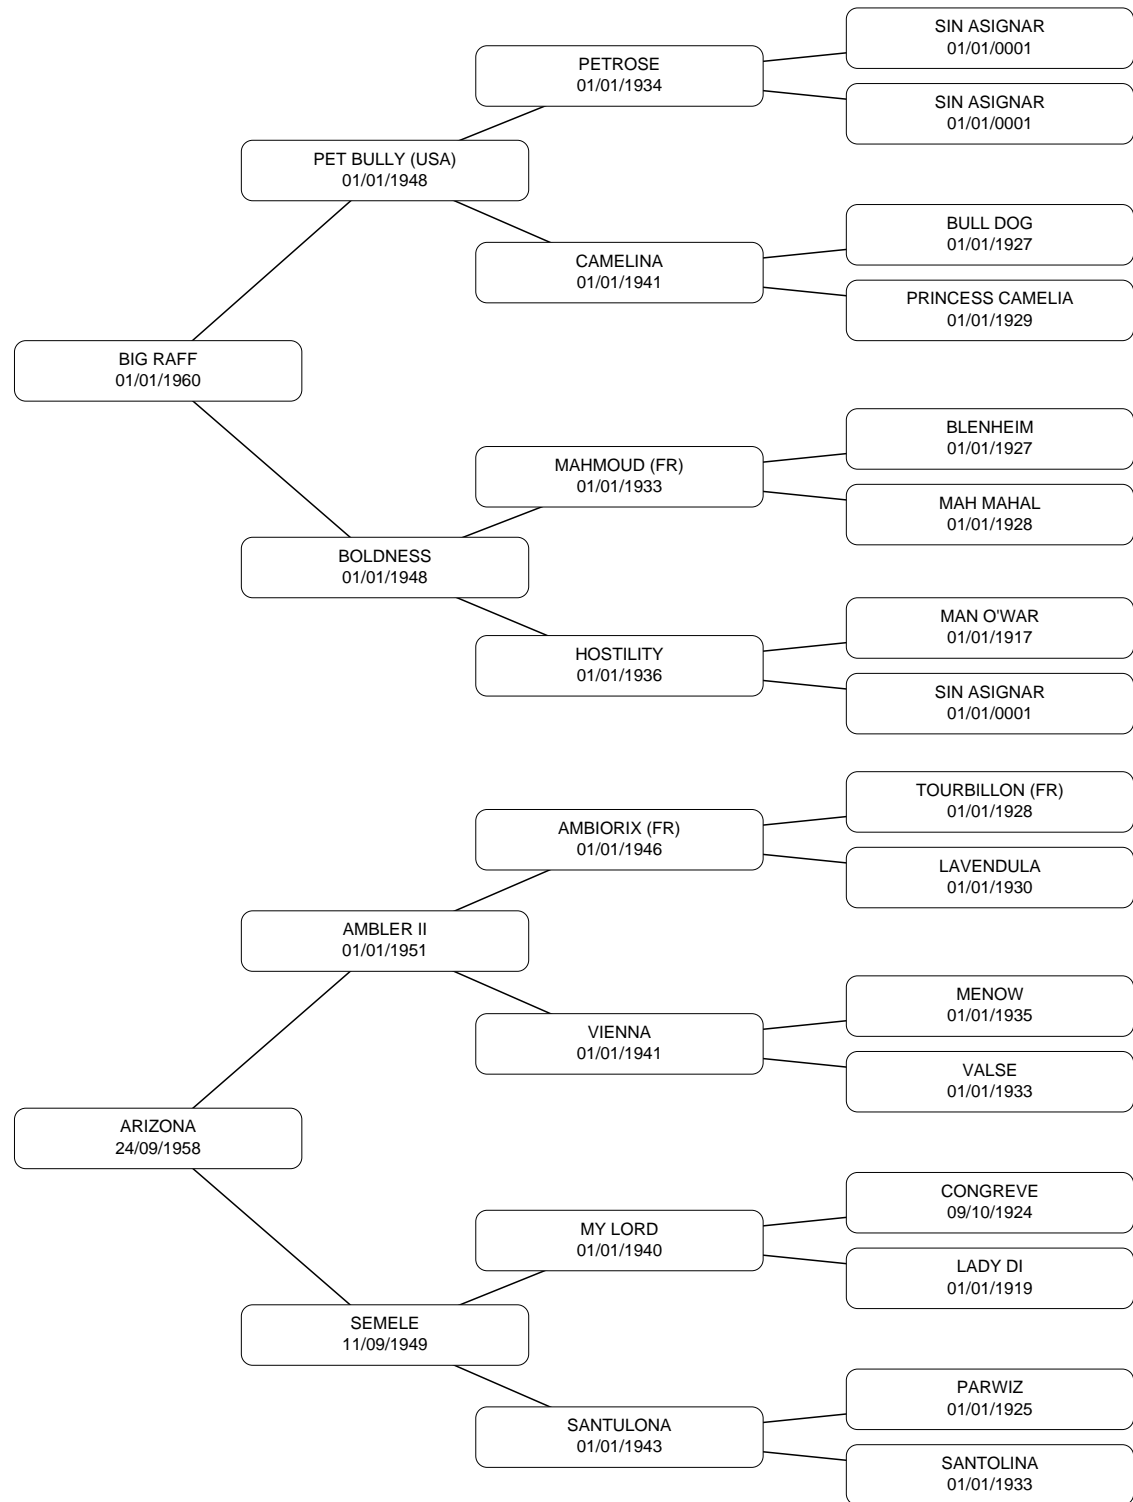 SIN ASIGNAR
01/01/0001
PETROSE
01/01/1934
SIN ASIGNAR
01/01/0001
PET BULLY (USA)
01/01/1948
BULL DOG
01/01/1927
CAMELINA
01/01/1941
PRINCESS CAMELIA
01/01/1929
BIG RAFF
01/01/1960
BLENHEIM
01/01/1927
MAHMOUD (FR)
01/01/1933
MAH MAHAL
01/01/1928
BOLDNESS
01/01/1948
MAN O'WAR
01/01/1917
HOSTILITY
01/01/1936
SIN ASIGNAR
01/01/0001
TOURBILLON (FR)
01/01/1928
AMBIORIX (FR)
01/01/1946
LAVENDULA
01/01/1930
AMBLER II
01/01/1951
MENOW
01/01/1935
VIENNA
01/01/1941
VALSE
01/01/1933
ARIZONA
24/09/1958
CONGREVE
09/10/1924
MY LORD
01/01/1940
LADY DI
01/01/1919
SEMELE
11/09/1949
PARWIZ
01/01/1925
SANTULONA
01/01/1943
SANTOLINA
01/01/1933